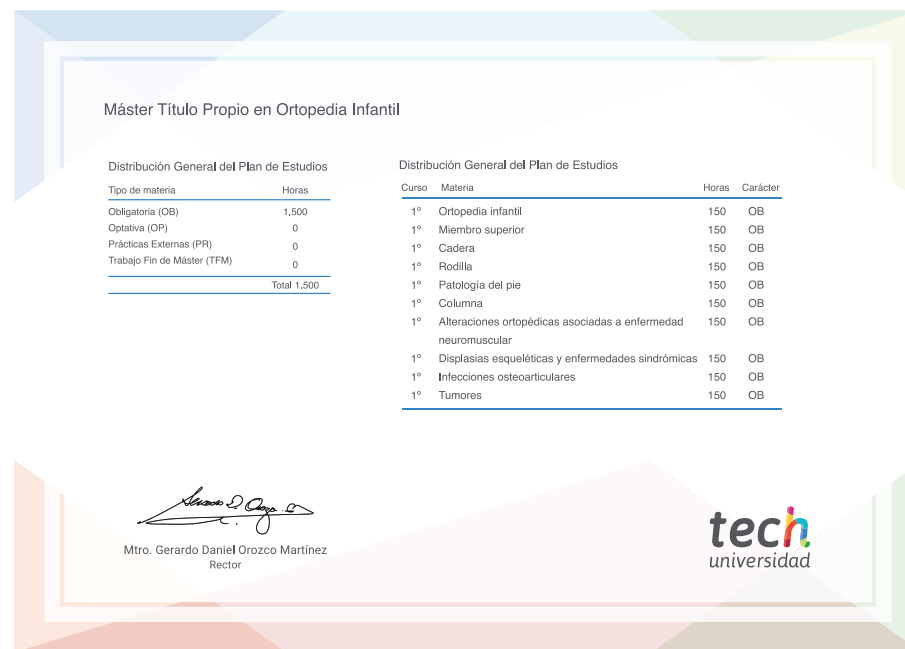 Máster Título Propio en Ortopedia Infantil
Distribución General del Plan de Estudios
Tipo de materia Horas
Obligatoria (OB) 1,500
Optativa (OP) 0
Prácticas Externas (PR) 0
Trabajo Fin de Máster (TFM) 0
Total 1,500
Distribución General del Plan de Estudios
Curso Materia Horas Carácter
1º Ortopedia infantil 150 OB
1º Miembro superior 150 OB
1º Cadera 150 OB
1º Rodilla 150 OB
1º Patología del pie 150 OB
1º Columna 150 OB
1º Alteraciones ortopédicas asociadas a enfermedad 150 OB
neuromuscular
1º Displasias esqueléticas y enfermedades sindrómicas 150 OB
1º Infecciones osteoarticulares 150 OB
1º Tumores 150 OB
Mtro. Gerardo Daniel Orozco Martínez
Rector
tech
universidad